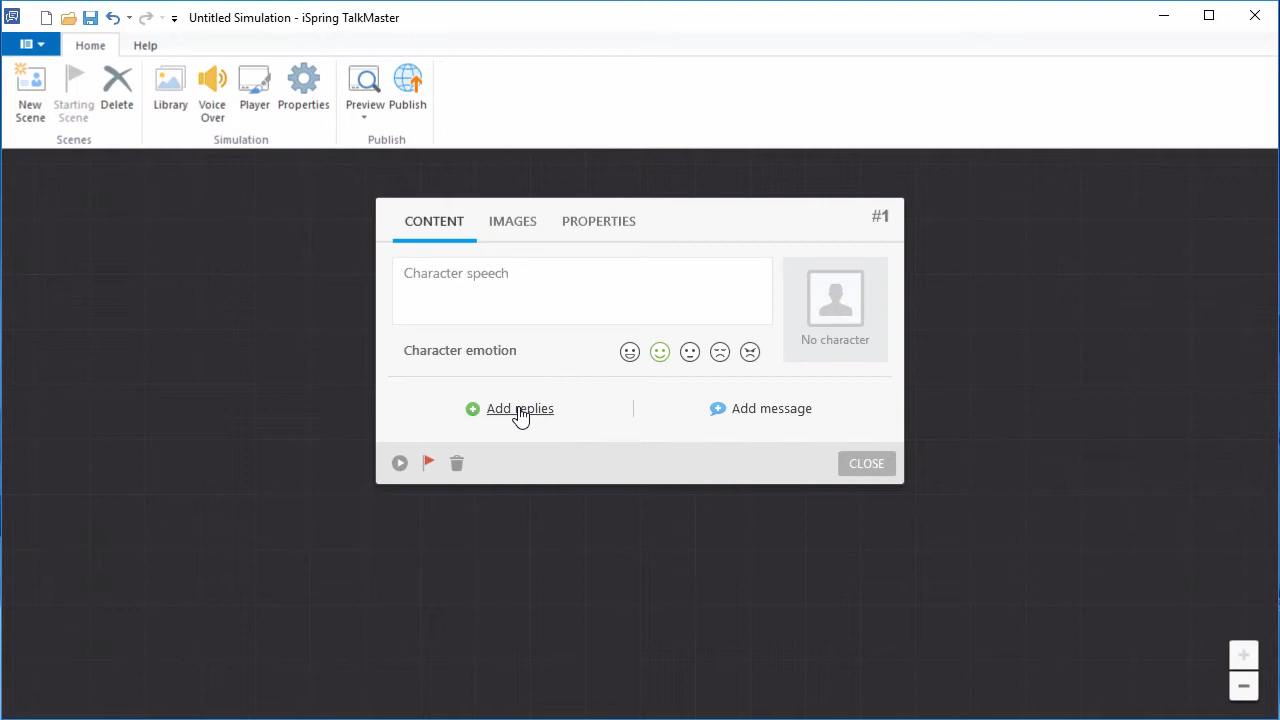 Untitled Simulation - iSpring TalkMaster
Home Help
New Scene
Starting Scene
Delete
Library
Voice Over
Player
Properties
Preview
Publish
Scenes
Simulation
Publish
CONTENT IMAGES PROPERTIES #1
Character speech
No character
Character emotion
Add replies
Add message
CLOSE